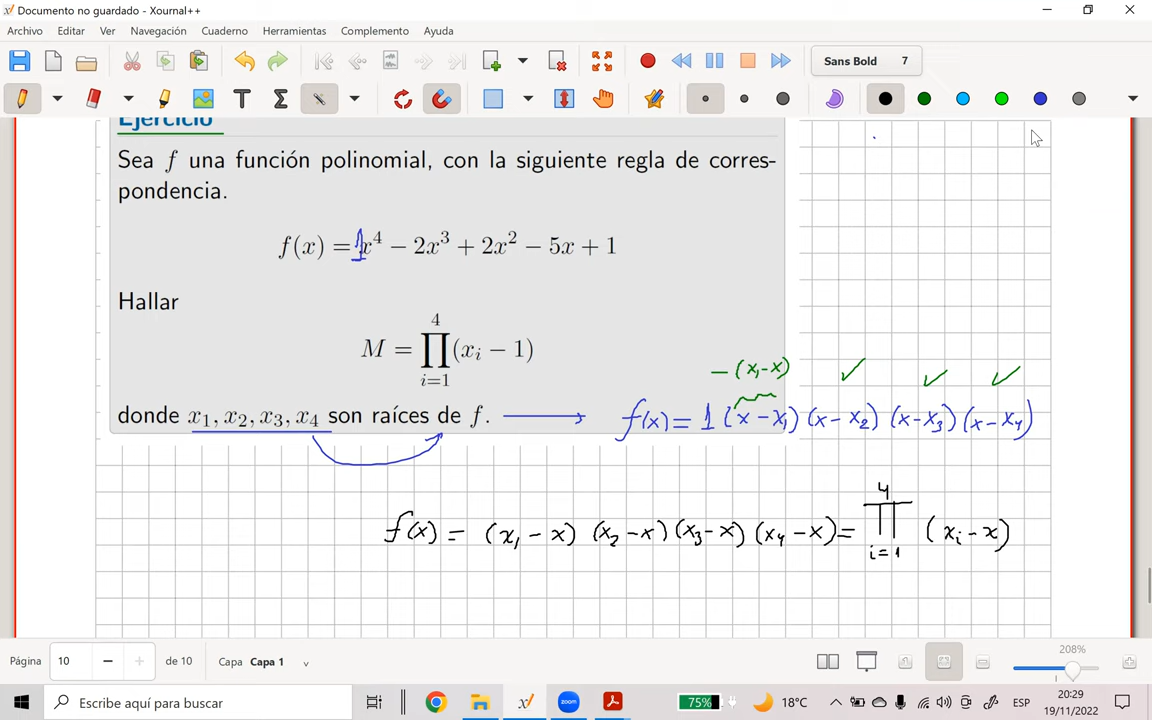 Documento no guardado - Xournal++
Archivo Editar Ver Navegación Cuaderno Herramientas Complemento Ayuda
Sans Bold 7
Ejercicio
Sea f una función polinomial, con la siguiente regla de corres-
pondencia.
f(x) = 1x⁴ − 2x³ + 2x² − 5x + 1
Hallar
M = ∏_{i=1}^{4} (xᵢ − 1)
− (x₁-x) ✓ ✓ ✓
donde x₁, x₂, x₃, x₄ son raíces de f. → f(x) = 1 (x − x₁) (x − x₂) (x − x₃) (x − x₄)
f(x) = (x₁ − x) (x₂ − x) (x₃ − x) (x₄ − x) = ∏_{i=1}^{4} (xᵢ − x)
Página 10 de 10 Capa Capa 1 208%
Escribe aquí para buscar zoom 75% 18°C ESP 20:29
19/11/2022